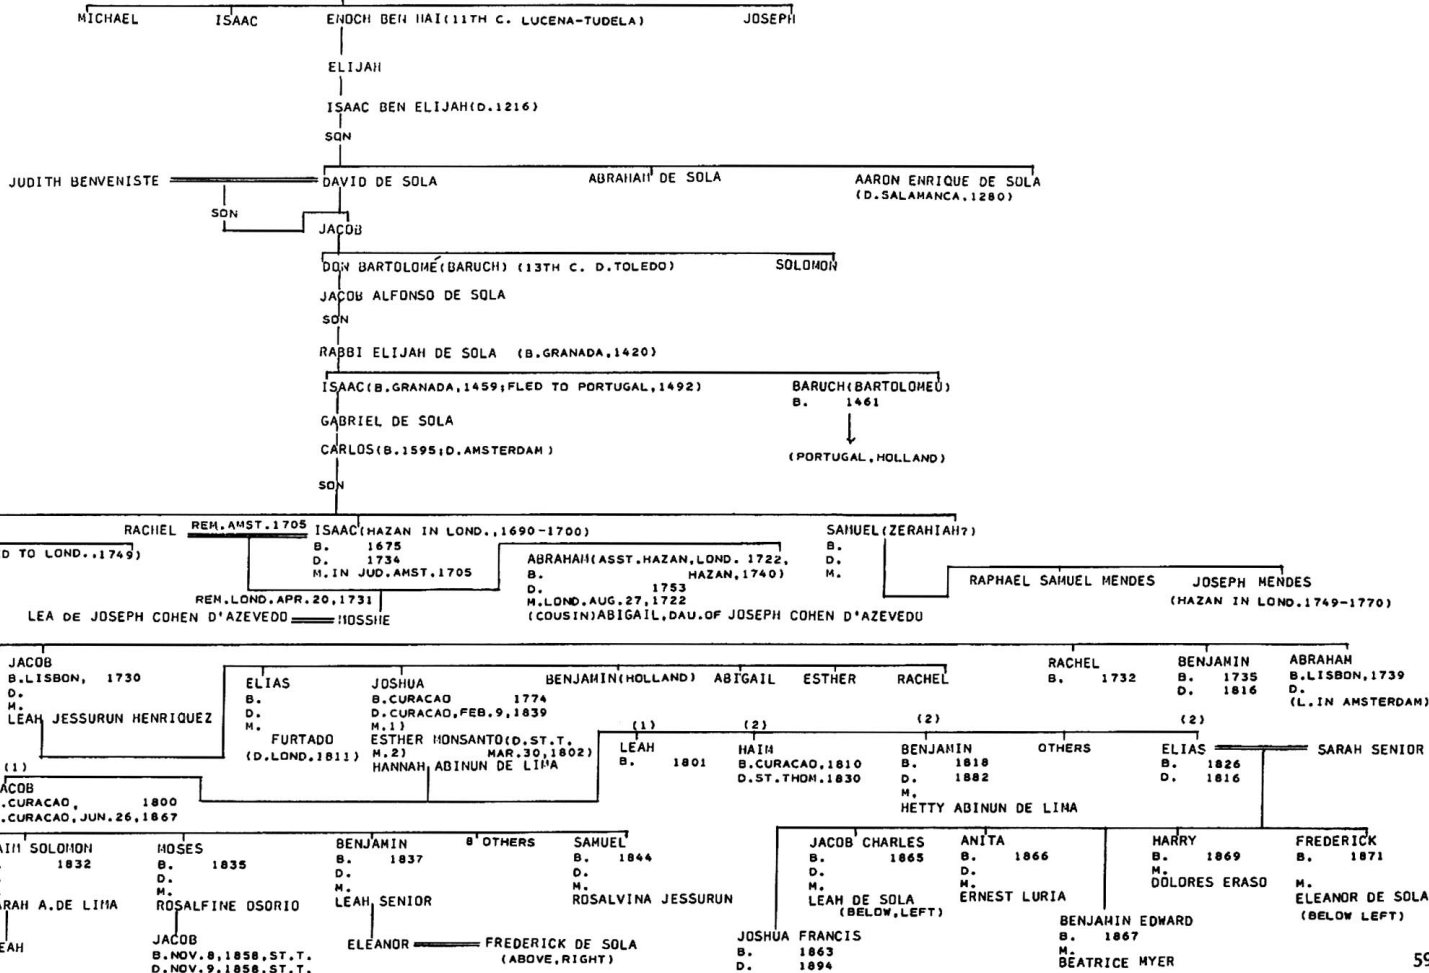 MICHAEL ISAAC ENOCH BEN HAI(11TH C. LUCENA-TUDELA) JOSEPH
ELIJAH
ISAAC BEN ELIJAH(D.1216)
SON
JUDITH BENVENISTE DAVID DE SOLA ABRAHAM DE SOLA AARON ENRIQUE DE SOLA
(D.SALAMANCA,1280)
SON
JACOB
DON BARTOLOMÉ(BARUCH) (13TH C. D.TOLEDO) SOLOMON
JACOB ALFONSO DE SOLA
SON
RABBI ELIJAH DE SOLA (B.GRANADA,1420)
ISAAC(B.GRANADA,1459;FLED TO PORTUGAL,1492) BARUCH(BARTOLOMEU)
B. 1461
GABRIEL DE SOLA
CARLOS(B.1595;D.AMSTERDAM)
(PORTUGAL,HOLLAND)
SON
RACHEL REM.AMST.1705 ISAAC(HAZAN IN LOND.,1690-1700) SAMUEL(ZERAHIAH?)
ED TO LOND.,1749) B. 1675 B.
D. 1734 D.
M.IN JUD.AMST.1705 M.
ABRAHAM(ASST.HAZAN,LOND. 1722,
B. HAZAN,1740)
D. 1753
M.LOND.AUG.27,1722
(COUSIN)ABIGAIL,DAU.OF JOSEPH COHEN D'AZEVEDO
RAPHAEL SAMUEL MENDES JOSEPH MENDES
(HAZAN IN LOND.1749-1770)
REM.LOND.APR.20,1731
LEA DE JOSEPH COHEN D'AZEVEDO MOSSHE
JACOB
B.LISBON, 1730
D.
M.
LEAH JESSURUN HENRIQUEZ
ELIAS
B.
D.
M.
FURTADO
(D.LOND.1811)
JOSHUA
B.CURACAO 1774
D.CURACAO,FEB.9,1839
M.1)
ESTHER MONSANTO(D.ST.T.
M.2) MAR.30,1802)
HANNAH ABINUN DE LIMA
BENJAMIN(HOLLAND) ABIGAIL ESTHER RACHEL
RACHEL
B. 1732
BENJAMIN
B. 1735
D. 1816
ABRAHAM
B.LISBON,1739
D.
(L.IN AMSTERDAM)
(1)
ACOB
.CURACAO, 1800
.CURACAO,JUN.26,1867
(1)
LEAH
B. 1801
(2)
HAIM
B.CURACAO,1810
D.ST.THOM.1830
(2)
BENJAMIN
B. 1818
D. 1882
M.
HETTY ABINUN DE LIMA
OTHERS
(2)
ELIAS SARAH SENIOR
B. 1826
D. 1816
AIM SOLOMON
1832
ARAH A.DE LIMA
EAH
MOSES
B. 1835
D.
M.
ROSALFINE OSORIO
JACOB
B.NOV.8,1858,ST.T.
D.NOV.9,1858,ST.T.
BENJAMIN
B. 1837
D.
M.
LEAH SENIOR
ELEANOR FREDERICK DE SOLA
(ABOVE,RIGHT)
8 OTHERS
SAMUEL
B. 1844
D.
M.
ROSALVINA JESSURUN
JACOB CHARLES
B. 1865
D.
M.
LEAH DE SOLA
(BELOW,LEFT)
JOSHUA FRANCIS
B. 1863
D. 1894
ANITA
B. 1866
D.
M.
ERNEST LURIA
BENJAMIN EDWARD
B. 1867
M.
BEATRICE MYER
HARRY
B. 1869
M.
DOLORES ERASO
FREDERICK
B. 1871
M.
ELEANOR DE SOLA
(BELOW LEFT)
59